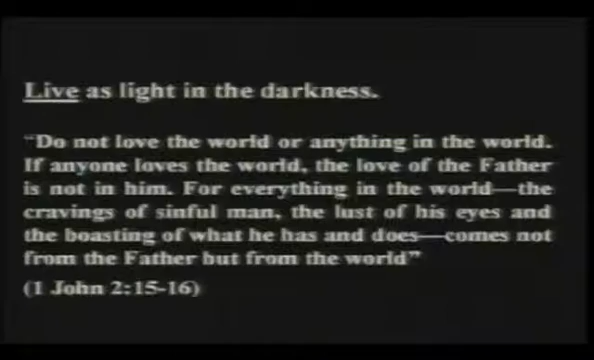 Live as light in the darkness.
"Do not love the world or anything in the world.
If anyone loves the world, the love of the Father
is not in him. For everything in the world—the
cravings of sinful man, the lust of his eyes and
the boasting of what he has and does—comes not
from the Father but from the world"
(1 John 2:15-16)